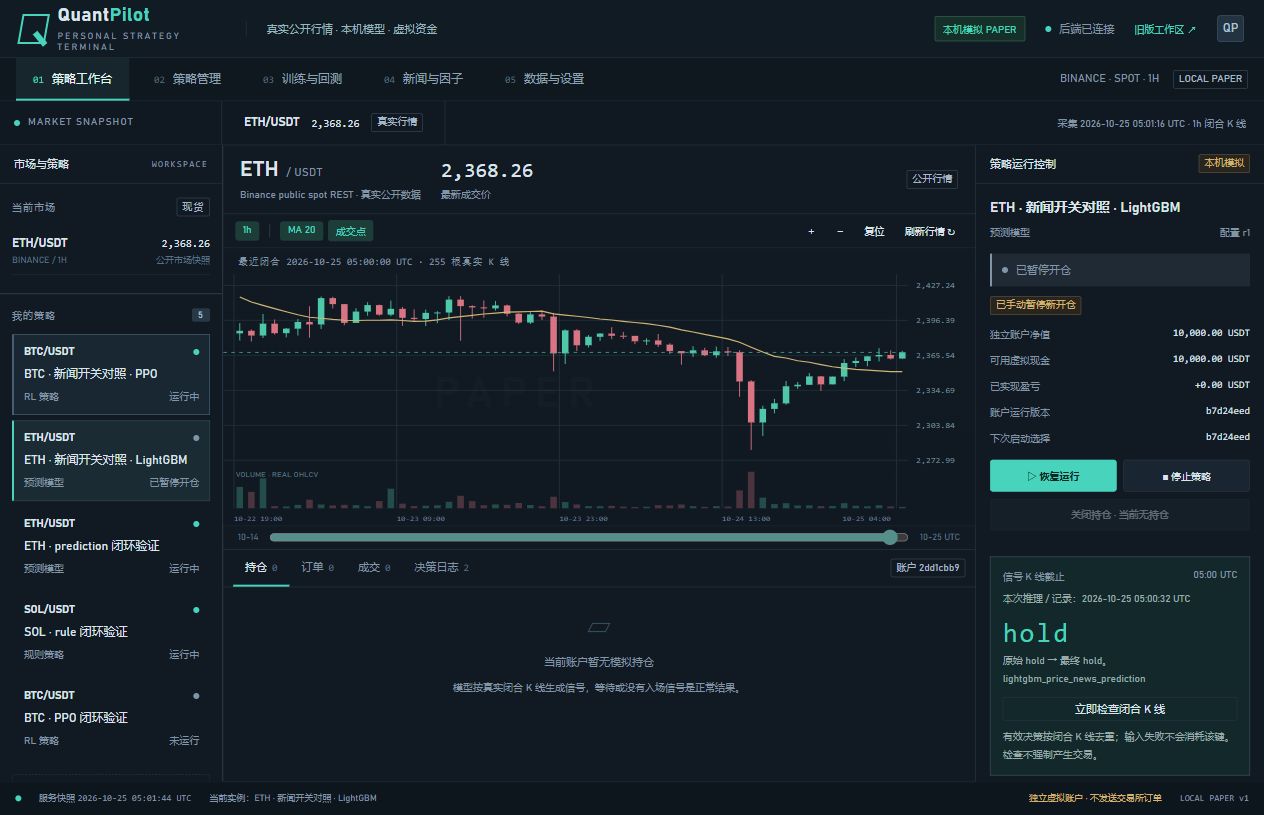 QuantPilot
PERSONAL STRATEGY
TERMINAL
真实公开行情 · 本机模型 · 虚拟资金
本机模拟 PAPER
后端已连接
旧版工作区 ↗
QP
01 策略工作台
02 策略管理
03 训练与回测
04 新闻与因子
05 数据与设置
BINANCE · SPOT · 1H
LOCAL PAPER
MARKET SNAPSHOT
ETH/USDT 2,368.26 真实行情
采集 2026-10-25 05:01:16 UTC · 1h 闭合 K 线
市场与策略 WORKSPACE
当前市场 现货
ETH/USDT 2,368.26
BINANCE / 1H 公开市场快照
我的策略 5
BTC/USDT
BTC · 新闻开关对照 · PPO
RL 策略 运行中
ETH/USDT
ETH · 新闻开关对照 · LightGBM
预测模型 已暂停开仓
ETH/USDT
ETH · prediction 闭环验证
预测模型 运行中
SOL/USDT
SOL · rule 闭环验证
规则策略 运行中
BTC/USDT
BTC · PPO 闭环验证
RL 策略 未运行
ETH / USDT
2,368.26
Binance public spot REST · 真实公开数据
最新成交价
公开行情
1h MA 20 成交点
+ − 复位 刷新行情 ↻
最近闭合 2026-10-25 05:00:00 UTC · 255 根真实 K 线
2,427.24
2,396.39
2,365.54
2,334.69
2,303.84
2,272.99
PAPER
VOLUME · REAL OHLCV
10-22 19:00
10-23 09:00
10-23 23:00
10-24 13:00
10-25 04:00
10-14
10-25 UTC
持仓 0
订单 0
成交 0
决策日志 2
账户 2dd1cbb9
当前账户暂无模拟持仓
模型按真实闭合 K 线生成信号，等待或没有入场信号是正常结果。
策略运行控制 本机模拟
ETH · 新闻开关对照 · LightGBM
预测模型 配置 r1
已暂停开仓
已手动暂停新开仓
独立账户净值 10,000.00 USDT
可用虚拟现金 10,000.00 USDT
已实现盈亏 +0.00 USDT
账户运行版本 b7d24eed
下次启动选择 b7d24eed
▷ 恢复运行
■ 停止策略
关闭持仓 · 当前无持仓
信号 K 线截止 05:00 UTC
本次推理 / 记录：2026-10-25 05:00:32 UTC
hold
原始 hold → 最终 hold。
lightgbm_price_news_prediction
立即检查闭合 K 线
有效决策按闭合 K 线去重；输入失败不会消耗该键。
检查不强制产生交易。
服务快照 2026-10-25 05:01:44 UTC
当前实例：ETH · 新闻开关对照 · LightGBM
独立虚拟账户 · 不发送交易所订单
LOCAL PAPER v1